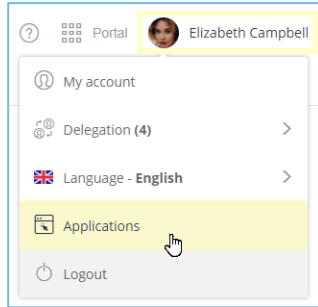 ? Portal Elizabeth Campbell
My account
Delegation (4)
Language - English
Applications
Logout